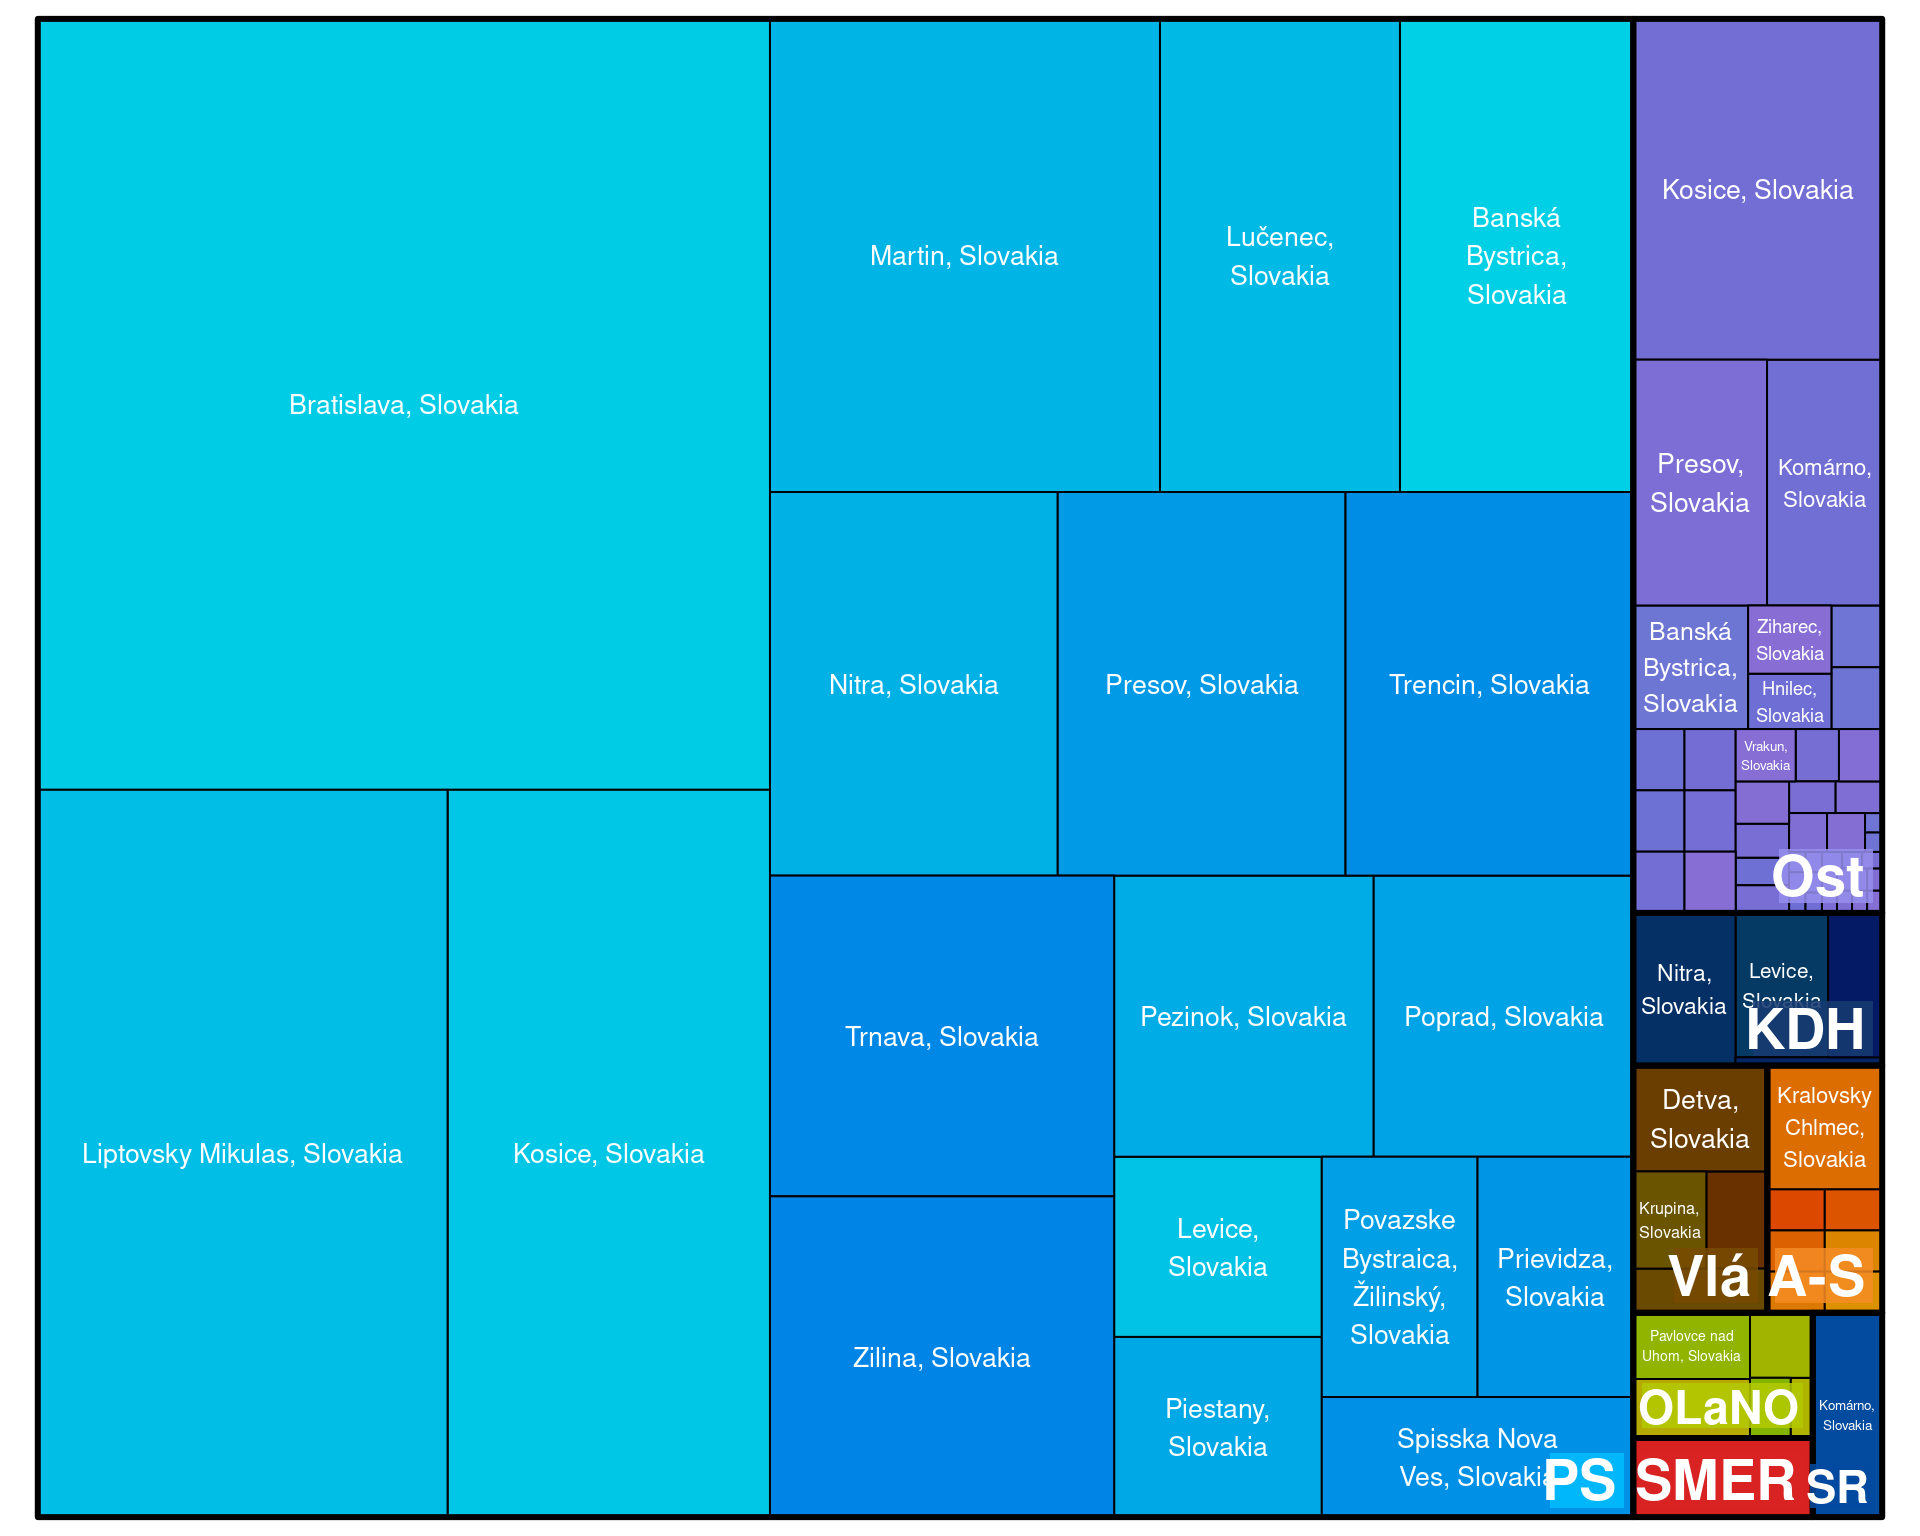 Bratislava, Slovakia
Liptovsky Mikulas, Slovakia
Kosice, Slovakia
Martin, Slovakia
Lučenec,
Slovakia
Banská
Bystrica,
Slovakia
Nitra, Slovakia
Presov, Slovakia
Trencin, Slovakia
Trnava, Slovakia
Zilina, Slovakia
Pezinok, Slovakia
Poprad, Slovakia
Levice,
Slovakia
Piestany,
Slovakia
Povazske
Bystraica,
Žilinský,
Slovakia
Prievidza,
Slovakia
Spisska Nova
Ves, Slovakia
PS
Kosice, Slovakia
Presov,
Slovakia
Komárno,
Slovakia
Banská
Bystrica,
Slovakia
Ziharec,
Slovakia
Hnilec,
Slovakia
Vrakun,
Slovakia
Ost
Nitra,
Slovakia
Levice,
Slovakia
KDH
Detva,
Slovakia
Krupina,
Slovakia
Vlá
Kralovsky
Chlmec,
Slovakia
A-S
Pavlovce nad
Uhom, Slovakia
OLaNO
Komárno,
Slovakia
SR
SMER